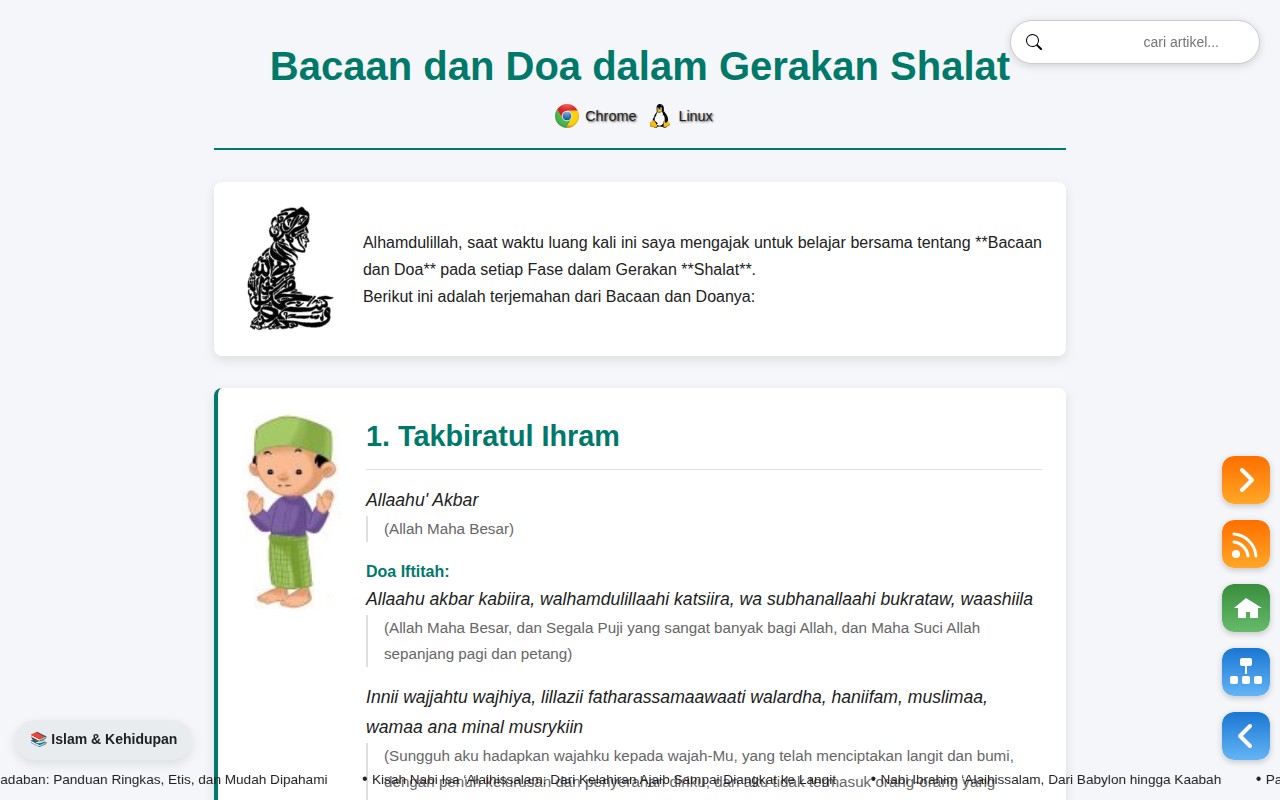 cari artikel...
Bacaan dan Doa dalam Gerakan Shalat
Chrome Linux
Alhamdulillah, saat waktu luang kali ini saya mengajak untuk belajar bersama tentang **Bacaan
dan Doa** pada setiap Fase dalam Gerakan **Shalat**.
Berikut ini adalah terjemahan dari Bacaan dan Doanya:
1. Takbiratul Ihram
Allaahu' Akbar
(Allah Maha Besar)
Doa Iftitah:
Allaahu akbar kabiira, walhamdulillaahi katsiira, wa subhanallaahi bukrataw, waashiila
(Allah Maha Besar, dan Segala Puji yang sangat banyak bagi Allah, dan Maha Suci Allah
sepanjang pagi dan petang)
Innii wajjahtu wajhiya, lillazii fatharassamaawaati walardha, haniifam, muslimaa,
wamaa ana minal musrykiin
(Sungguh aku hadapkan wajahku kepada wajah-Mu, yang telah menciptakan langit dan bumi,
dengan penuh kelurusan dan penyerahan diriku, dan aku tidak termasuk orang-orang yang
📚 Islam & Kehidupan
adaban: Panduan Ringkas, Etis, dan Mudah Dipahami • Kisah Nabi Isa 'Alaihissalam, Dari Kelahiran Ajaib Sampai Diangkat ke Langit • Nabi Ibrahim 'Alaihissalam, Dari Babylon hingga Kaabah • Pa